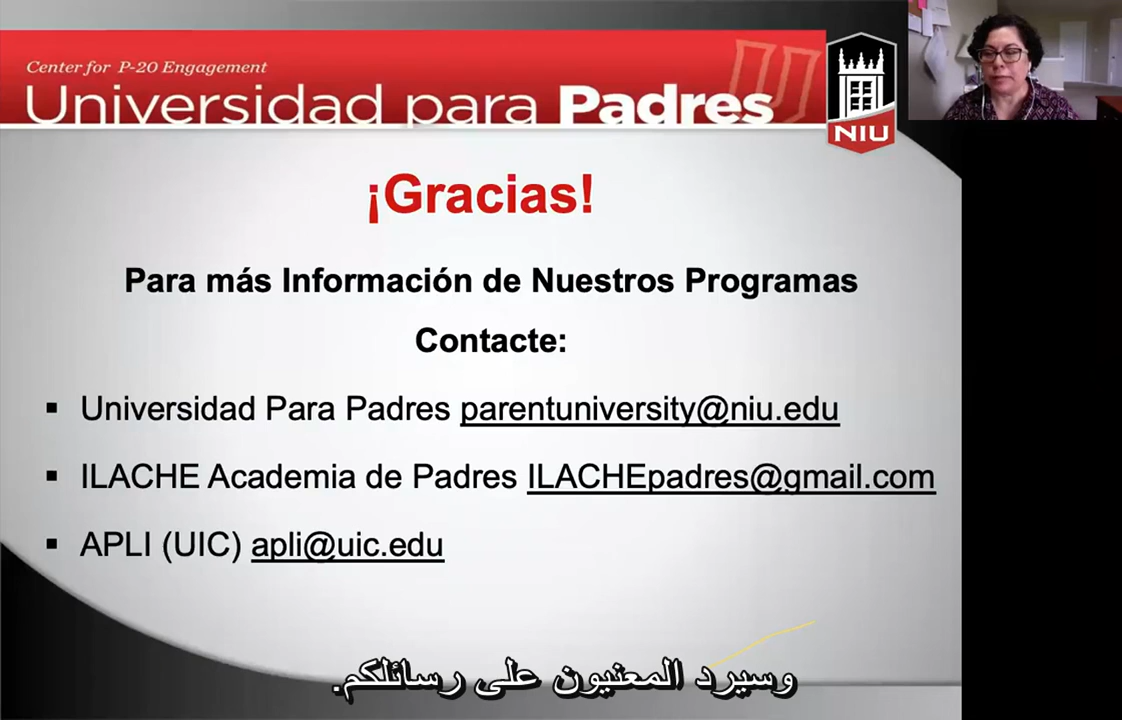 Center for P-20 Engagement
Universidad para Padres
NIU
¡Gracias!
Para más Información de Nuestros Programas
Contacte:
▪ Universidad Para Padres parentuniversity@niu.edu
▪ ILACHE Academia de Padres ILACHEpadres@gmail.com
▪ APLI (UIC) apli@uic.edu
وسيرد المعنيون على رسائلكم.